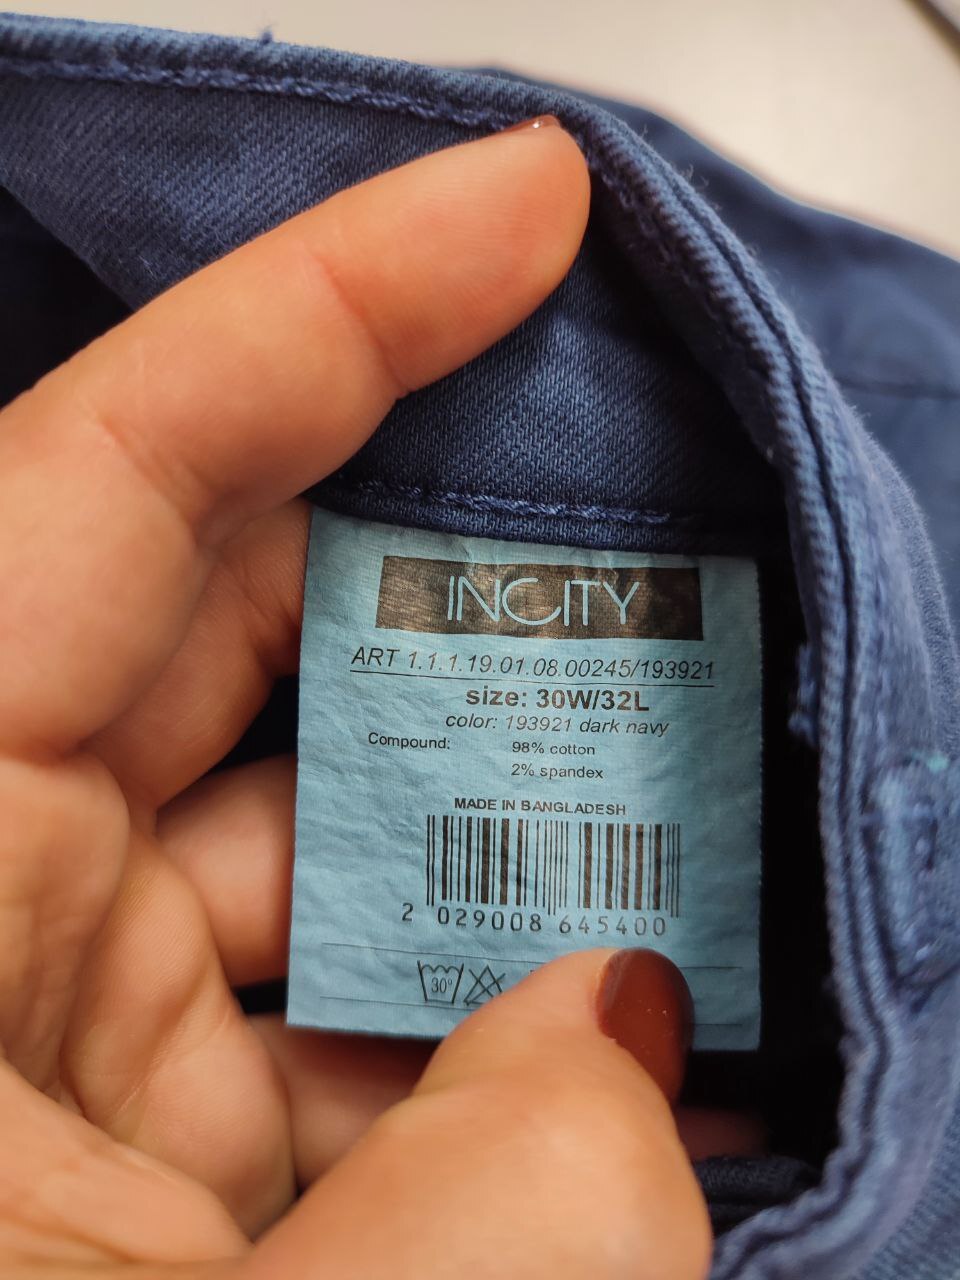 INCITY
ART 1.1.1.19.01.08.00245/193921
size: 30W/32L
color: 193921 dark navy
Compound: 98% cotton
2% spandex
MADE IN BANGLADESH
2 029008 645400
30°